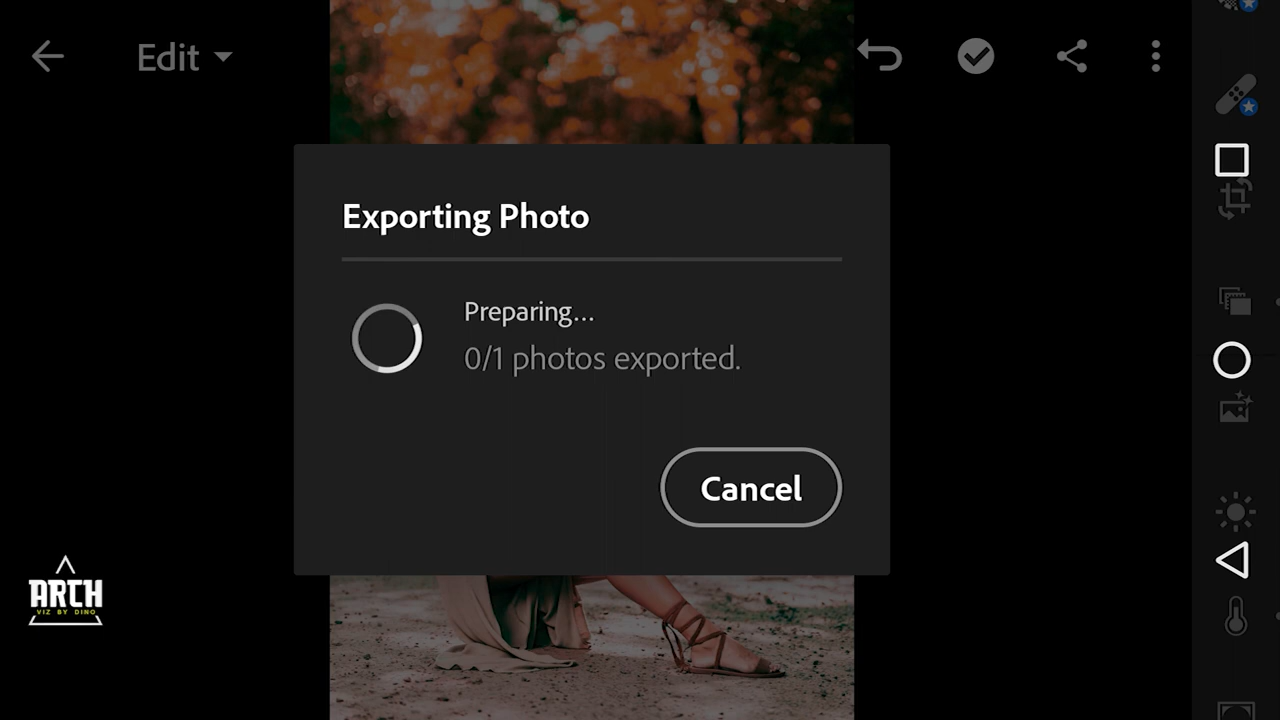 Edit
Exporting Photo
Preparing...
0/1 photos exported.
Cancel
ARCH
VIZ BY DINO